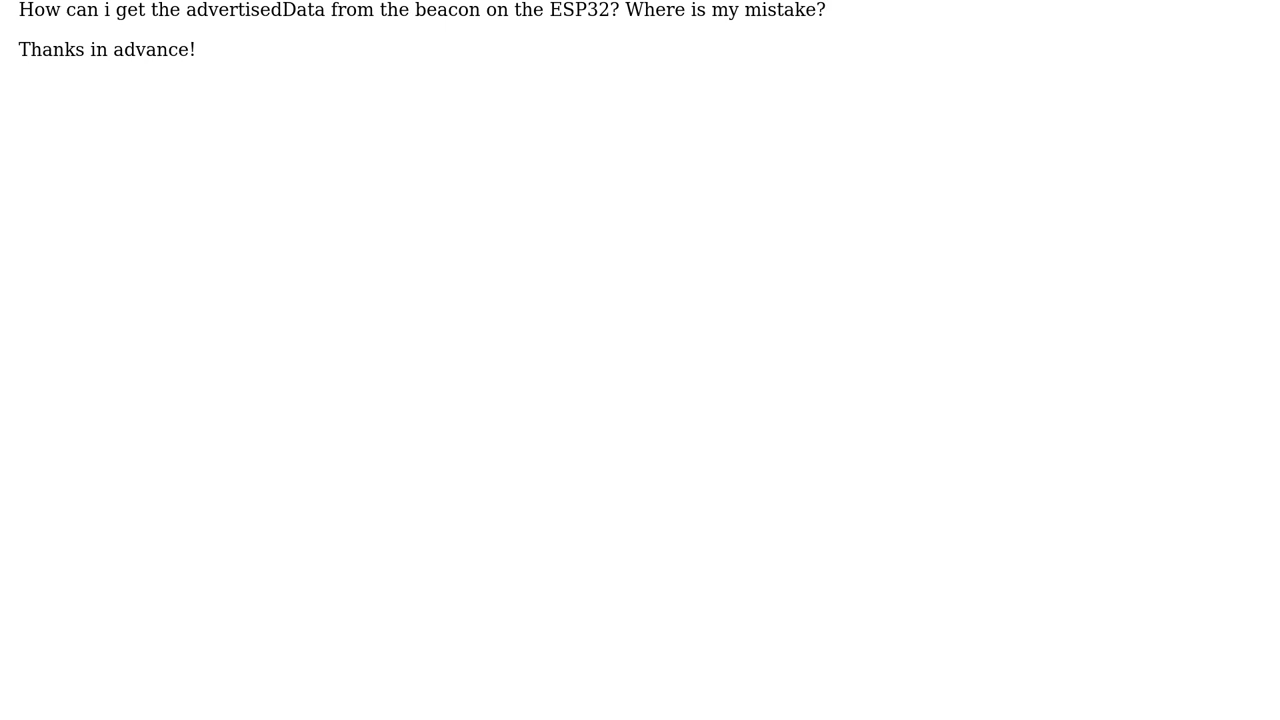 How can i get the advertisedData from the beacon on the ESP32? Where is my mistake?
Thanks in advance!